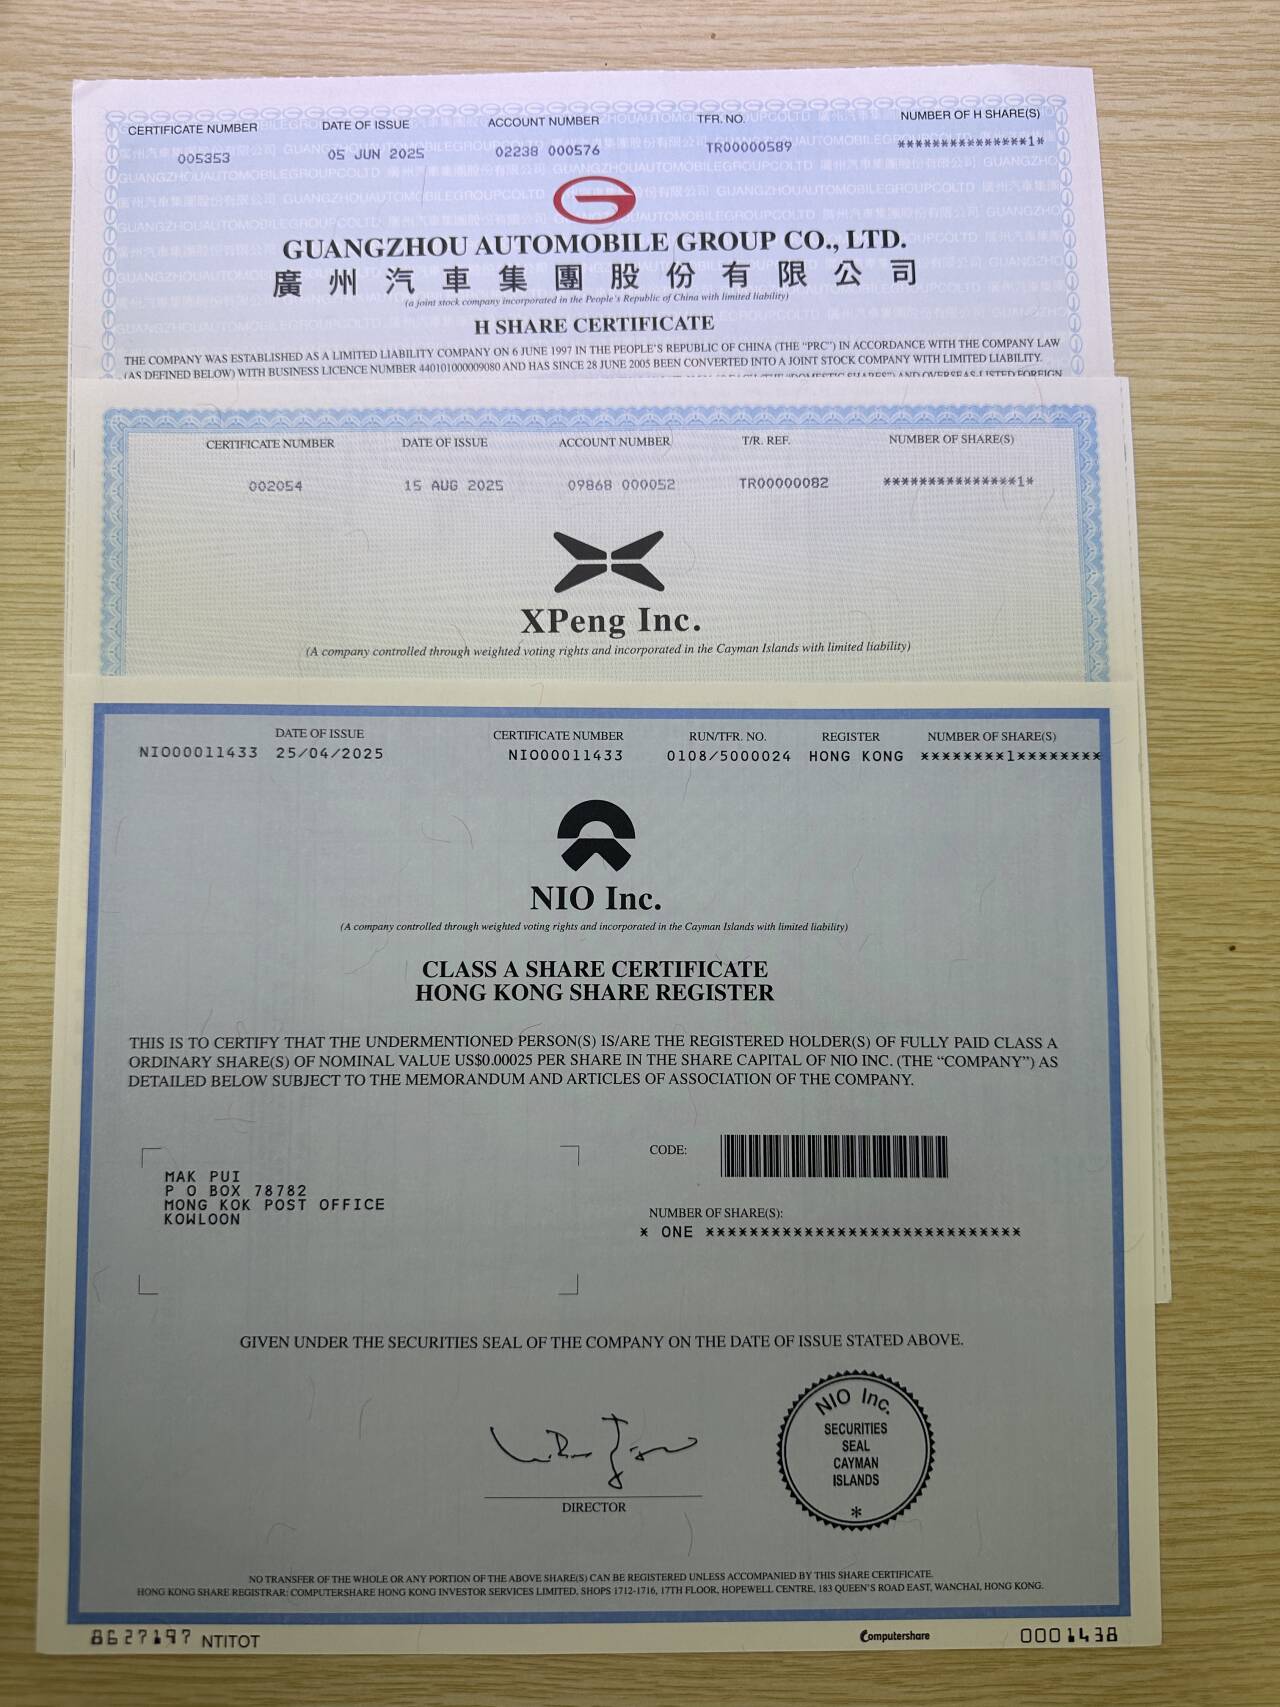 CERTIFICATE NUMBER DATE OF ISSUE ACCOUNT NUMBER TFR. NO. NUMBER OF H SHARE(S)
005353 05 JUN 2025 02238 000576 TR00000589 ***************1*
GUANGZHOU AUTOMOBILE GROUP CO., LTD.
廣州汽車集團股份有限公司
(a joint stock company incorporated in the People's Republic of China with limited liability)
H SHARE CERTIFICATE
THE COMPANY WAS ESTABLISHED AS A LIMITED LIABILITY COMPANY ON 6 JUNE 1997 IN THE PEOPLE'S REPUBLIC OF CHINA (THE "PRC") IN ACCORDANCE WITH THE COMPANY LAW
(AS DEFINED BELOW) WITH BUSINESS LICENCE NUMBER 440101000009080 AND HAS SINCE 28 JUNE 2005 BEEN CONVERTED INTO A JOINT STOCK COMPANY WITH LIMITED LIABILITY.
CERTIFICATE NUMBER DATE OF ISSUE ACCOUNT NUMBER T/R. REF. NUMBER OF SHARE(S)
002054 15 AUG 2025 09868 000052 TR00000082 ***************1*
XPeng Inc.
(A company controlled through weighted voting rights and incorporated in the Cayman Islands with limited liability)
DATE OF ISSUE CERTIFICATE NUMBER RUN/TFR. NO. REGISTER NUMBER OF SHARE(S)
NIO00011433 25/04/2025 NIO00011433 0108/5000024 HONG KONG ********1********
NIO Inc.
(A company controlled through weighted voting rights and incorporated in the Cayman Islands with limited liability)
CLASS A SHARE CERTIFICATE
HONG KONG SHARE REGISTER
THIS IS TO CERTIFY THAT THE UNDERMENTIONED PERSON(S) IS/ARE THE REGISTERED HOLDER(S) OF FULLY PAID CLASS A
ORDINARY SHARE(S) OF NOMINAL VALUE US$0.00025 PER SHARE IN THE SHARE CAPITAL OF NIO INC. (THE "COMPANY") AS
DETAILED BELOW SUBJECT TO THE MEMORANDUM AND ARTICLES OF ASSOCIATION OF THE COMPANY.
CODE:
MAK PUI
P O BOX 78782
MONG KOK POST OFFICE
KOWLOON
NUMBER OF SHARE(S):
* ONE *****************************
GIVEN UNDER THE SECURITIES SEAL OF THE COMPANY ON THE DATE OF ISSUE STATED ABOVE.
NIO Inc.
SECURITIES
SEAL
CAYMAN
ISLANDS
*
DIRECTOR
NO TRANSFER OF THE WHOLE OR ANY PORTION OF THE ABOVE SHARE(S) CAN BE REGISTERED UNLESS ACCOMPANIED BY THIS SHARE CERTIFICATE.
HONG KONG SHARE REGISTRAR: COMPUTERSHARE HONG KONG INVESTOR SERVICES LIMITED, SHOPS 1712-1716, 17TH FLOOR, HOPEWELL CENTRE, 183 QUEEN'S ROAD EAST, WANCHAI, HONG KONG.
8627197 NTITOT Computershare 0001438